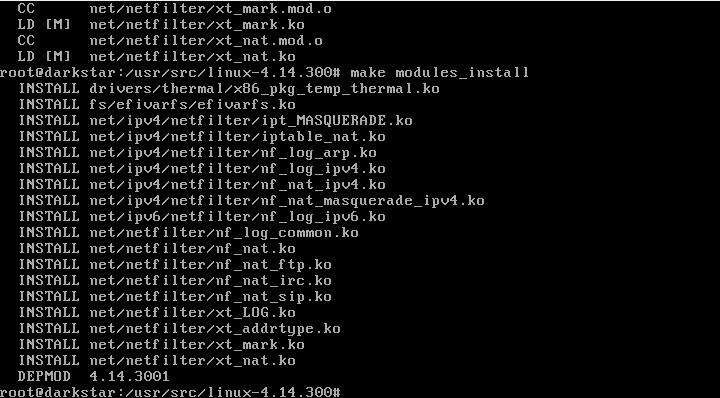 CC      net/netfilter/xt_mark.mod.o
LD [M]  net/netfilter/xt_mark.ko
CC      net/netfilter/xt_nat.mod.o
LD [M]  net/netfilter/xt_nat.ko
root@darkstar:/usr/src/linux-4.14.300# make modules_install
INSTALL drivers/thermal/x86_pkg_temp_thermal.ko
INSTALL fs/efivarfs/efivarfs.ko
INSTALL net/ipv4/netfilter/ipt_MASQUERADE.ko
INSTALL net/ipv4/netfilter/iptable_nat.ko
INSTALL net/ipv4/netfilter/nf_log_arp.ko
INSTALL net/ipv4/netfilter/nf_log_ipv4.ko
INSTALL net/ipv4/netfilter/nf_nat_ipv4.ko
INSTALL net/ipv4/netfilter/nf_nat_masquerade_ipv4.ko
INSTALL net/ipv6/netfilter/nf_log_ipv6.ko
INSTALL net/netfilter/nf_log_common.ko
INSTALL net/netfilter/nf_nat.ko
INSTALL net/netfilter/nf_nat_ftp.ko
INSTALL net/netfilter/nf_nat_irc.ko
INSTALL net/netfilter/nf_nat_sip.ko
INSTALL net/netfilter/xt_LOG.ko
INSTALL net/netfilter/xt_addrtype.ko
INSTALL net/netfilter/xt_mark.ko
INSTALL net/netfilter/xt_nat.ko
DEPMOD  4.14.3001
root@darkstar:/usr/src/linux-4.14.300#